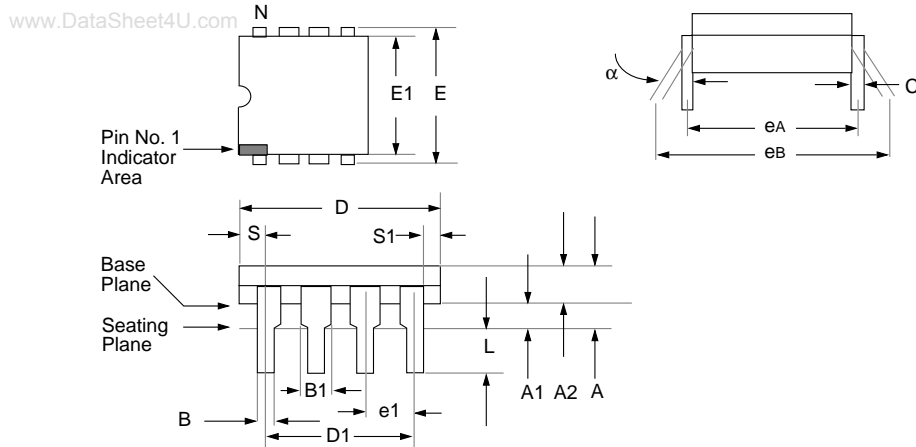 www.DataSheet4U.com
N
E1
E
Pin No. 1
Indicator
Area
α
C
eA
eB
D
S
S1
Base
Plane
Seating
Plane
L
A1
A2
A
B1
B
e1
D1